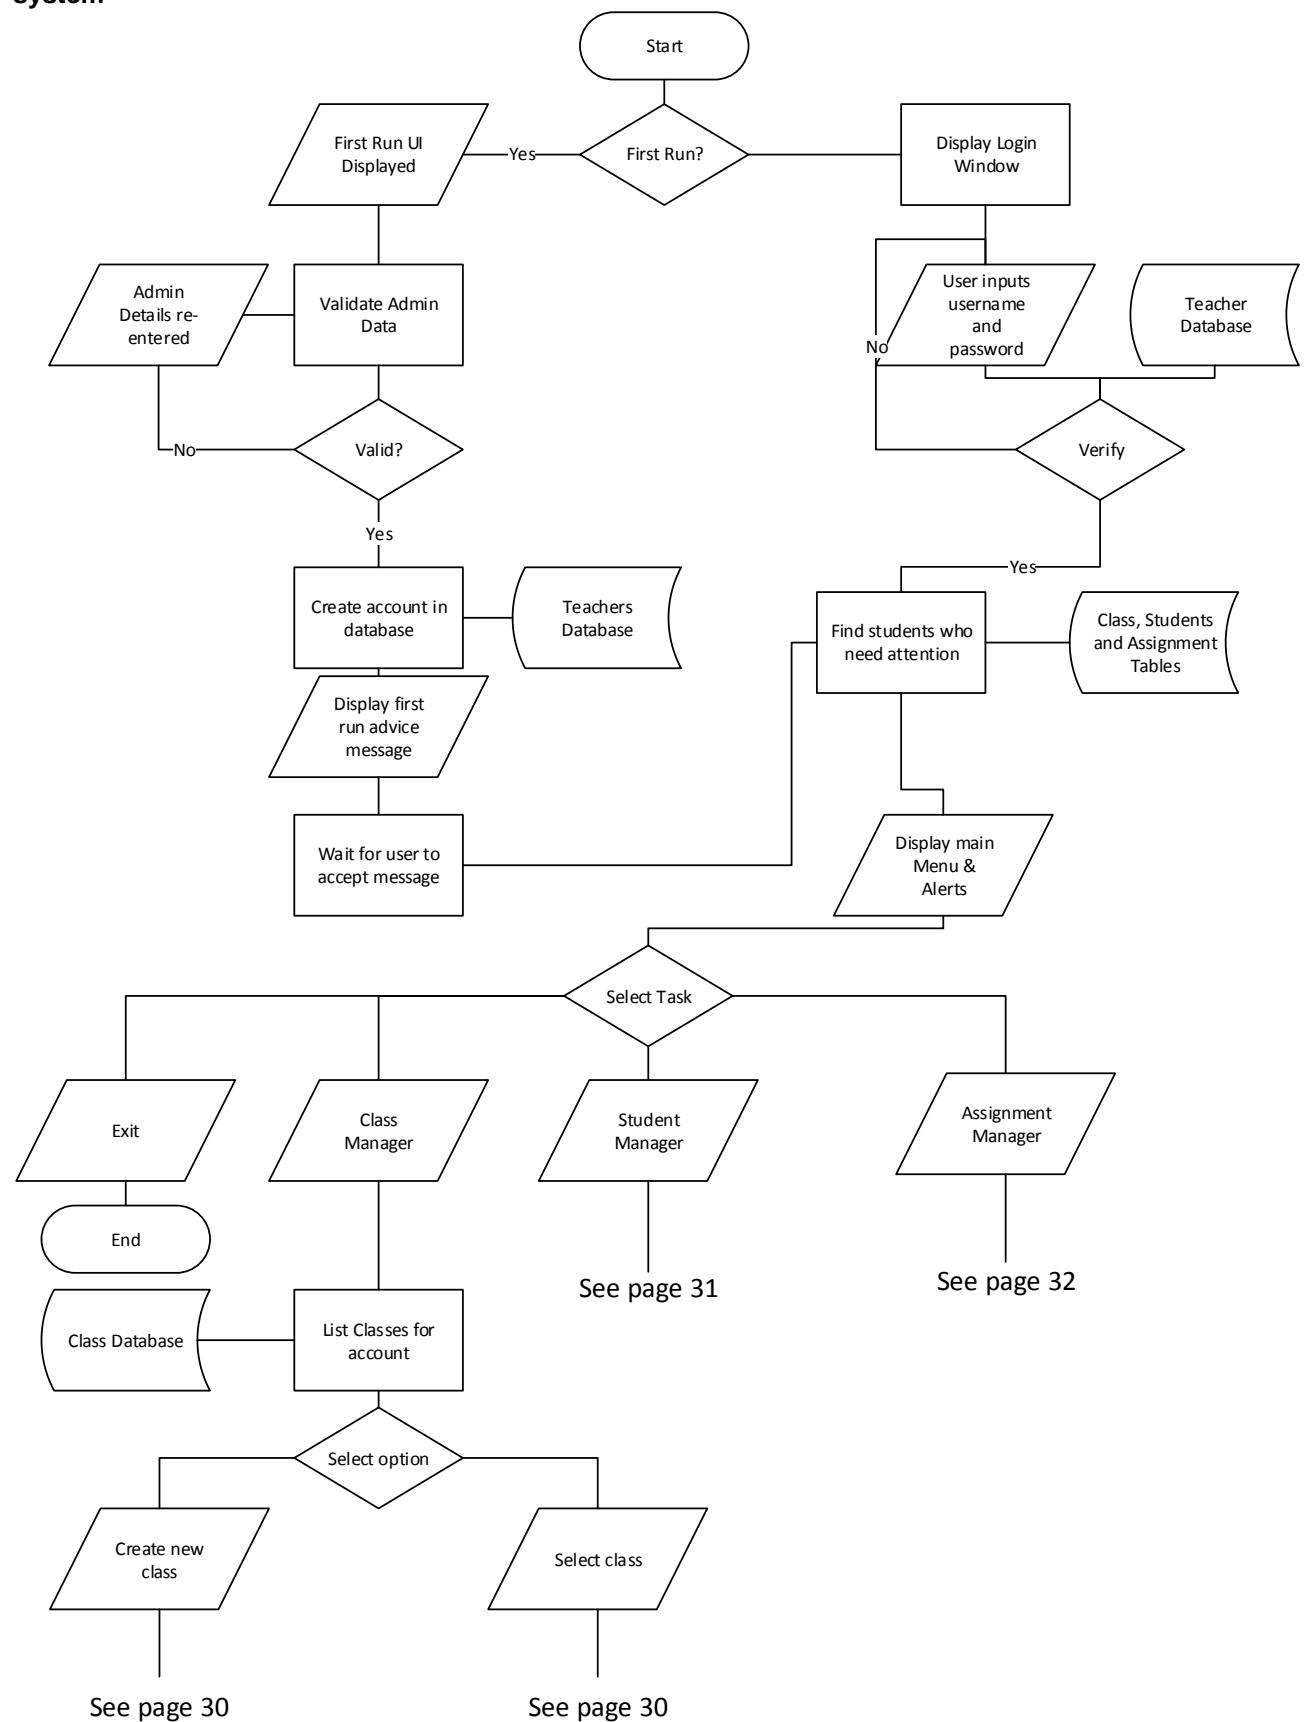 system
Start
First Run UI
Displayed
Yes
First Run?
Display Login
Window
Admin
Details re-
entered
Validate Admin
Data
User inputs
username
and
password
Teacher
Database
No
Valid?
No
Verify
Yes
Yes
Create account in
database
Teachers
Database
Find students who
need attention
Class, Students
and Assignment
Tables
Display first
run advice
message
Wait for user to
accept message
Display main
Menu &
Alerts
Select Task
Exit
Class
Manager
Student
Manager
Assignment
Manager
End
See page 31
See page 32
Class Database
List Classes for
account
Select option
Create new
class
Select class
See page 30
See page 30